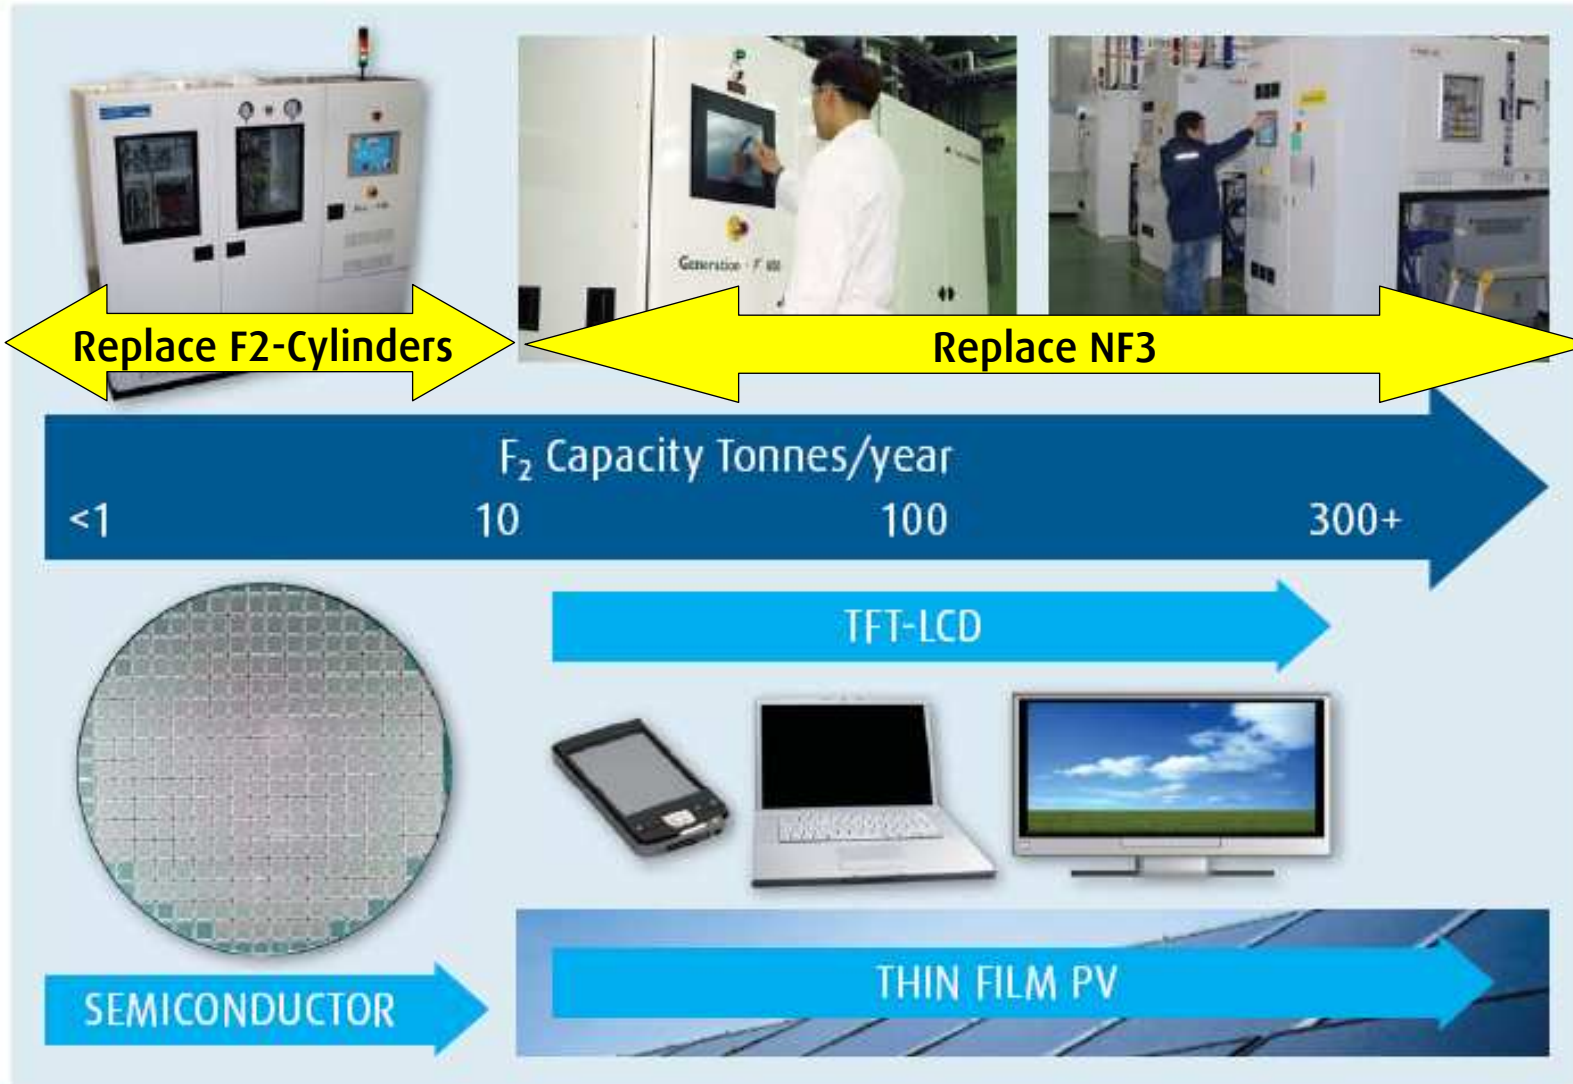 Generation - F
Replace F2-Cylinders
Replace NF3
F₂ Capacity Tonnes/year
<1 10 100 300+
TFT-LCD
SEMICONDUCTOR
THIN FILM PV